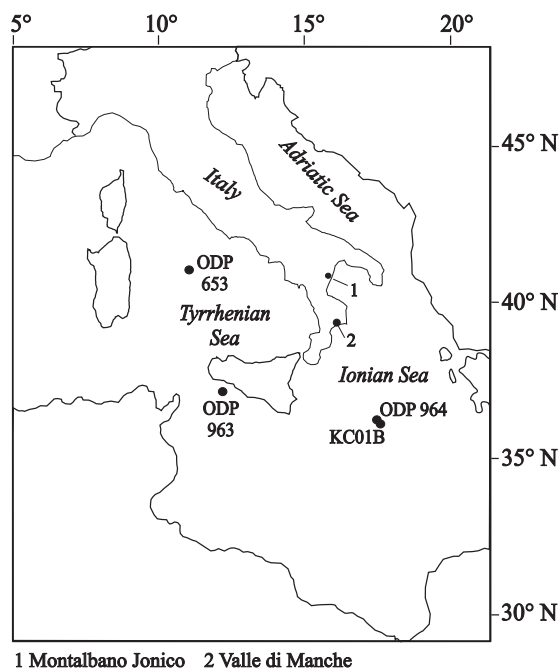 5° 10° 15° 20°
45° N
Adriatic Sea
Italy
ODP
653
1
40° N
Tyrrhenian
Sea
2
Ionian Sea
ODP
963
ODP 964
KC01B
35° N
30° N
1 Montalbano Jonico 2 Valle di Manche